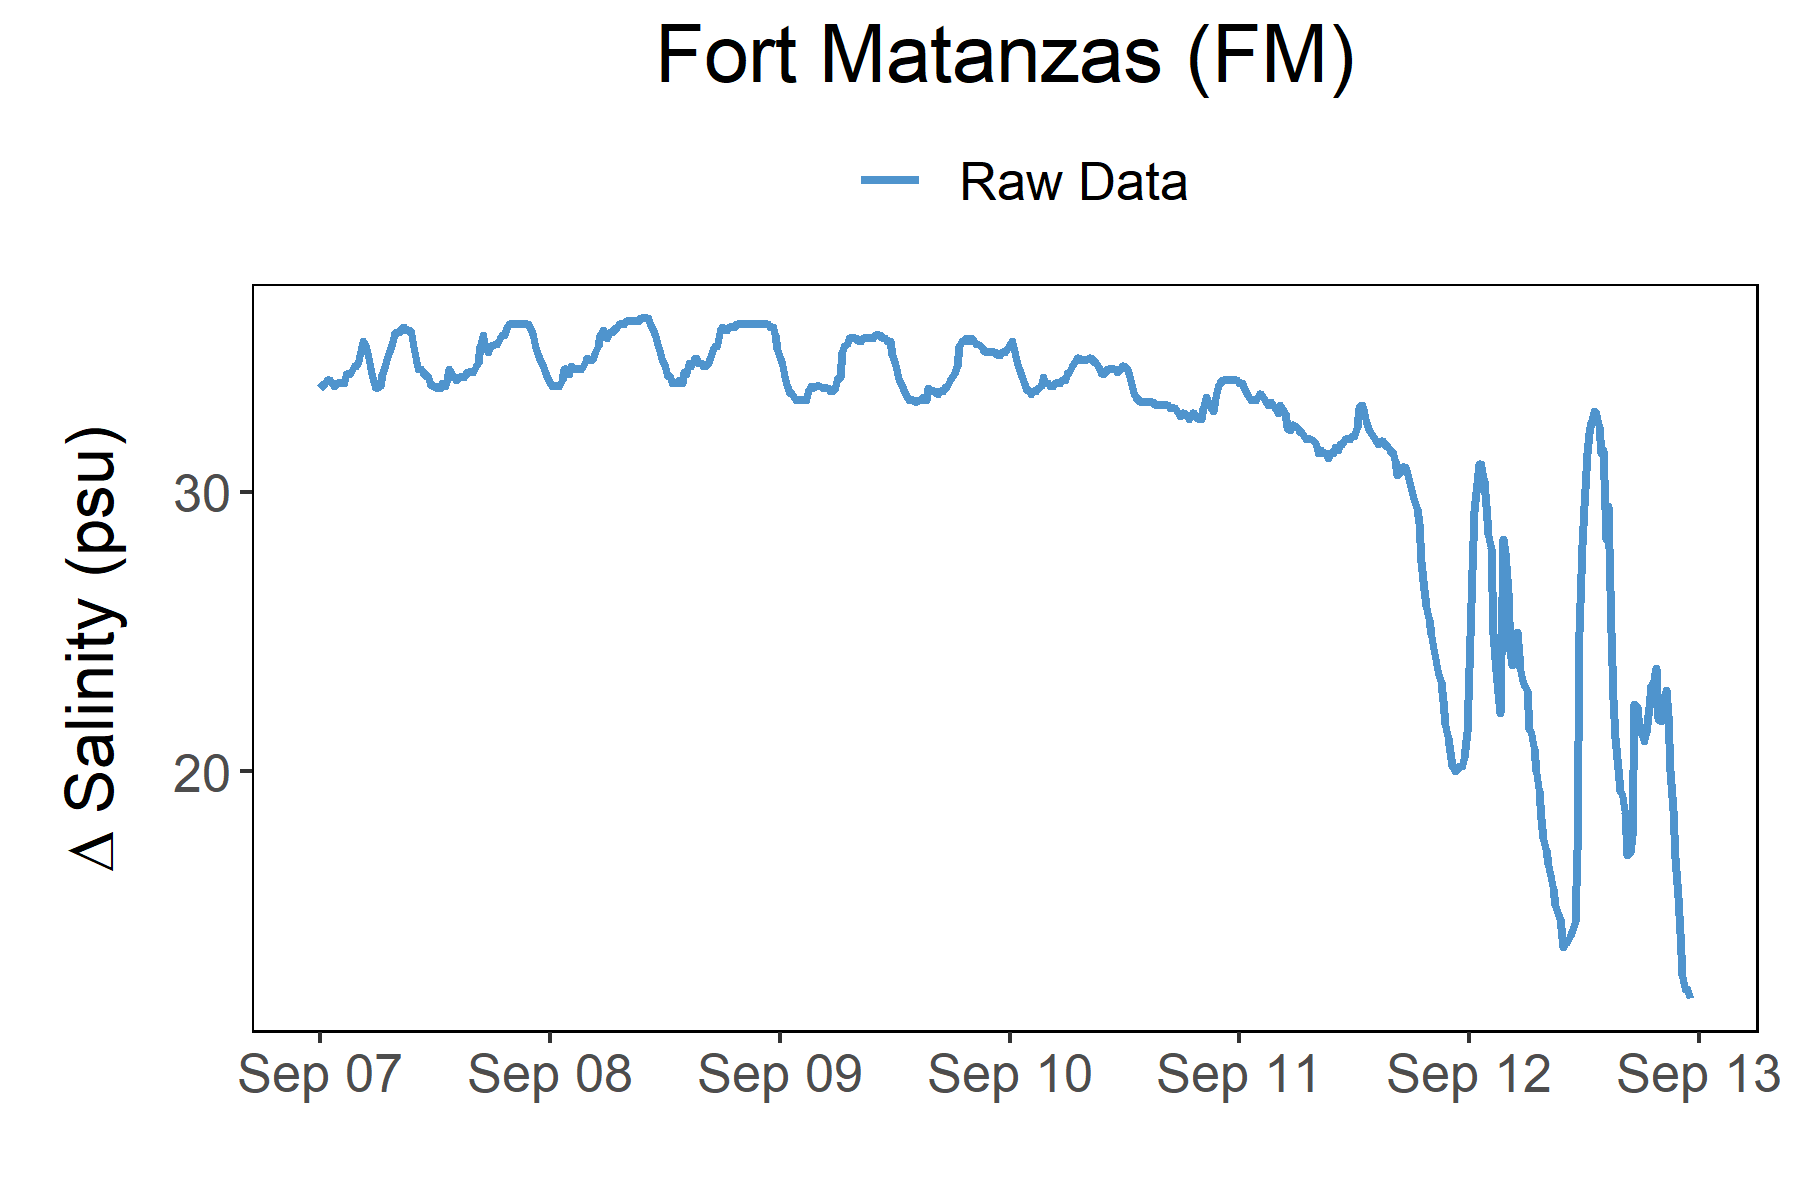 Fort Matanzas (FM)
Raw Data
Δ Salinity (psu)
30
20
Sep 07 Sep 08 Sep 09 Sep 10 Sep 11 Sep 12 Sep 13